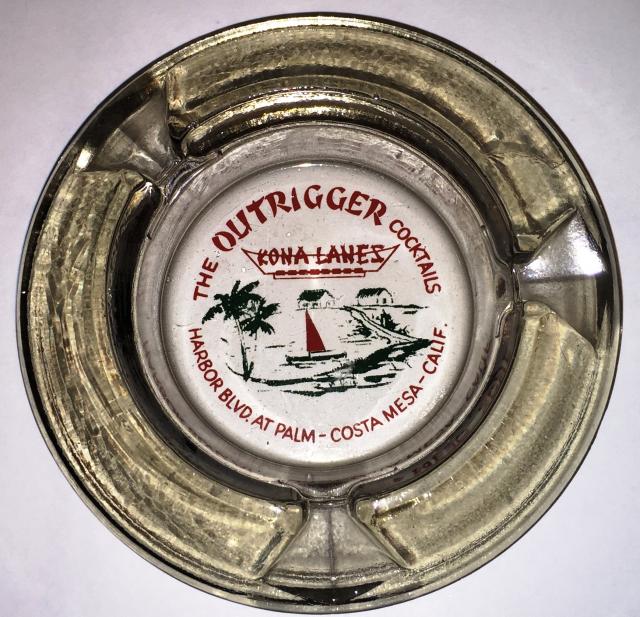 THE OUTRIGGER COCKTAILS
KONA LANES
HARBOR BLVD. AT PALM - COSTA MESA - CALIF.